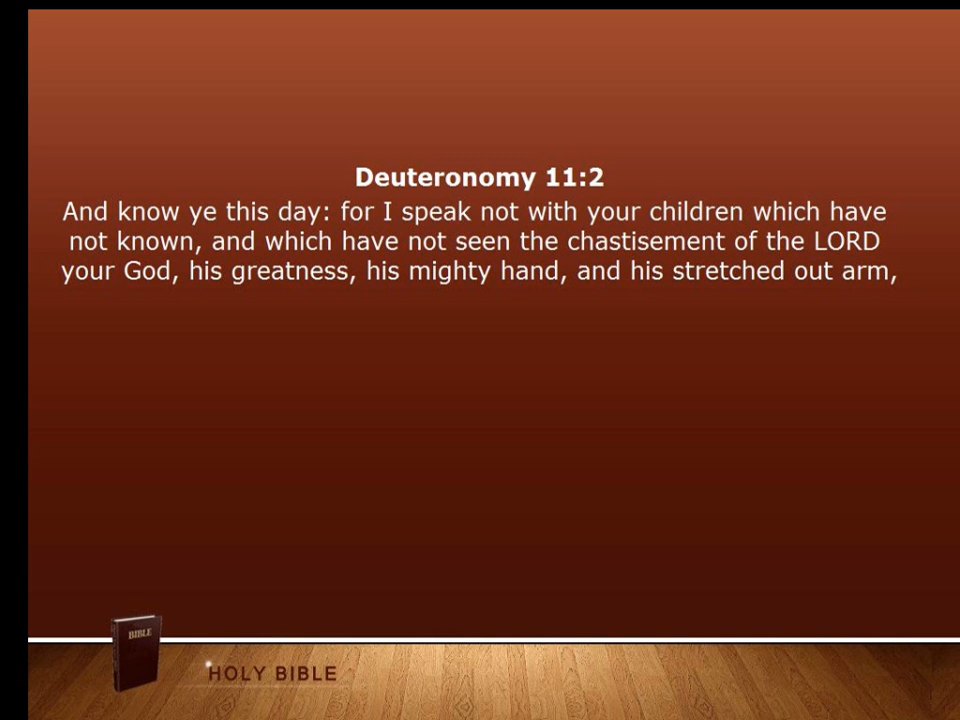 Deuteronomy 11:2
And know ye this day: for I speak not with your children which have
not known, and which have not seen the chastisement of the LORD
your God, his greatness, his mighty hand, and his stretched out arm,
BIBLE
HOLY BIBLE